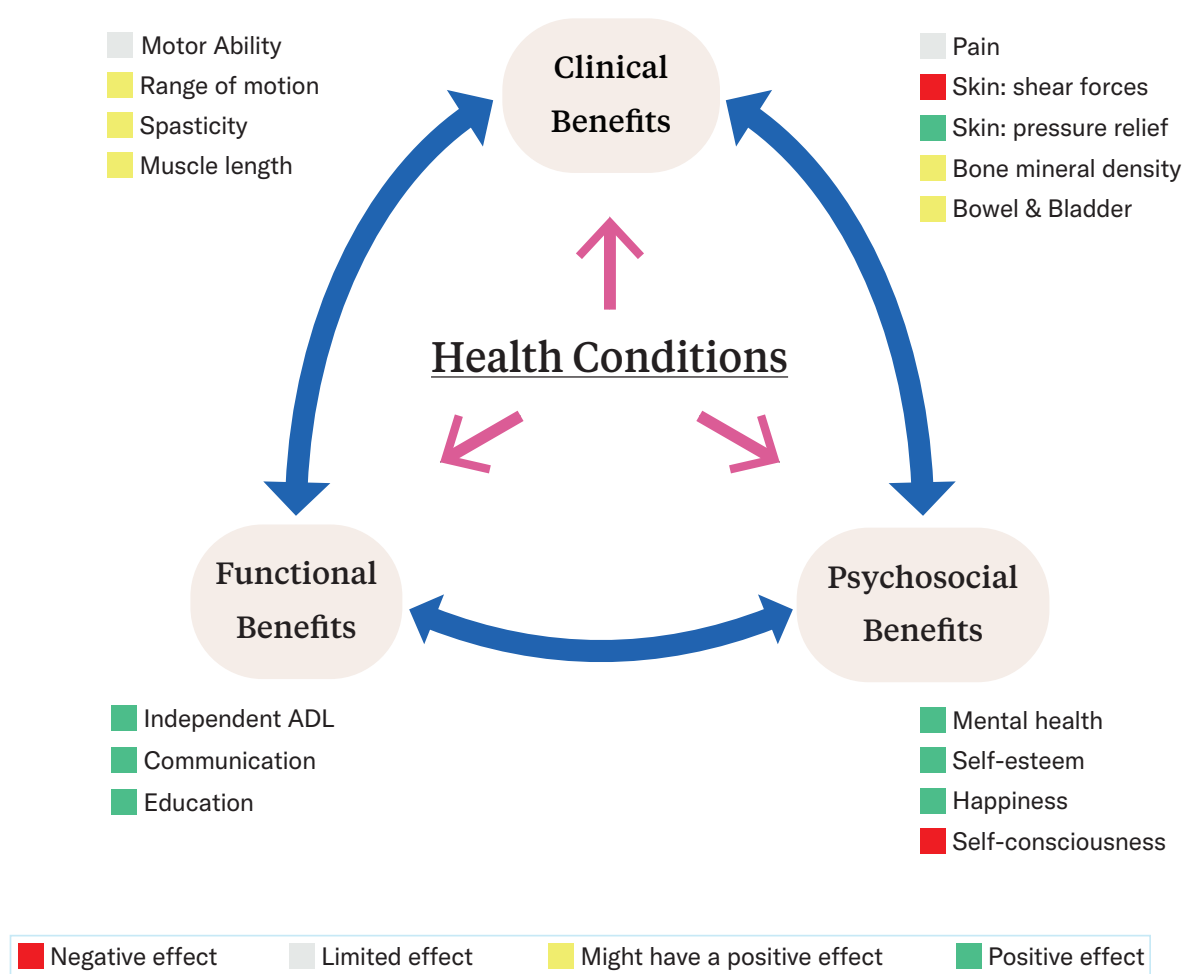 Motor Ability
Range of motion
Spasticity
Muscle length
Clinical
Benefits
Pain
Skin: shear forces
Skin: pressure relief
Bone mineral density
Bowel & Bladder
Health Conditions
Functional
Benefits
Psychosocial
Benefits
Independent ADL
Communication
Education
Mental health
Self-esteem
Happiness
Self-consciousness
Negative effect
Limited effect
Might have a positive effect
Positive effect